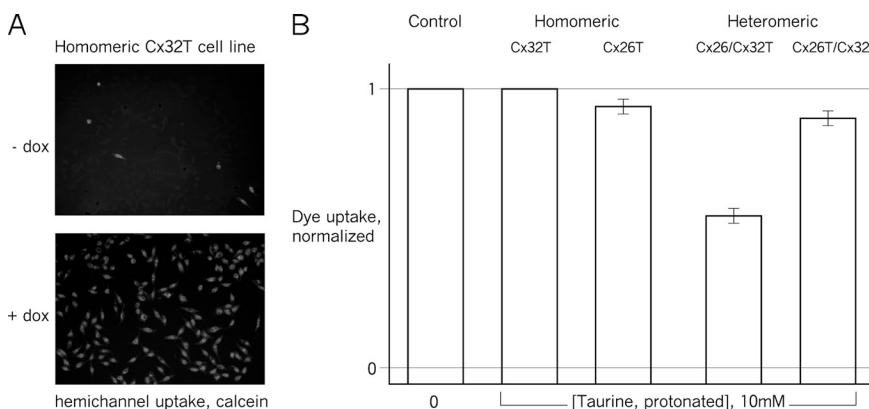 A
Homomeric Cx32T cell line
- dox
+ dox
hemichannel uptake, calcein
B
Control
Homomeric
Heteromeric
Cx32T
Cx26T
Cx26/Cx32T
Cx26T/Cx32
1
Dye uptake,
normalized
0
0
[Taurine, protonated], 10mM